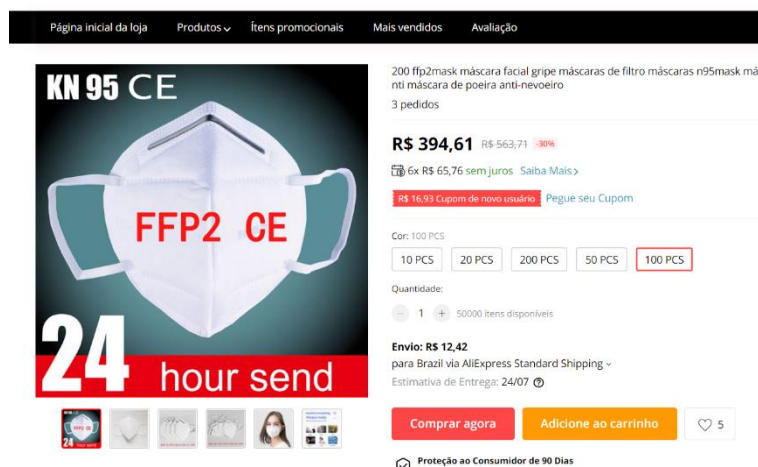 Página inicial da loja Produtos Ítens promocionais Mais vendidos Avaliação
KN 95 CE
FFP2 CE
24 hour send
200 ffp2mask máscara facial gripe máscaras de filtro máscaras n95mask má
nti máscara de poeira anti-nevoeiro
3 pedidos
R$ 394,61 R$ 563,71 -30%
6x R$ 65,76 sem juros Saiba Mais
R$ 16,93 Cupom de novo usuário Pegue seu Cupom
Cor: 100 PCS
10 PCS 20 PCS 200 PCS 50 PCS 100 PCS
Quantidade:
− 1 + 50000 itens disponíveis
Envio: R$ 12,42
para Brazil via AliExpress Standard Shipping
Estimativa de Entrega: 24/07
Comprar agora Adicione ao carrinho 5
Proteção ao Consumidor de 90 Dias